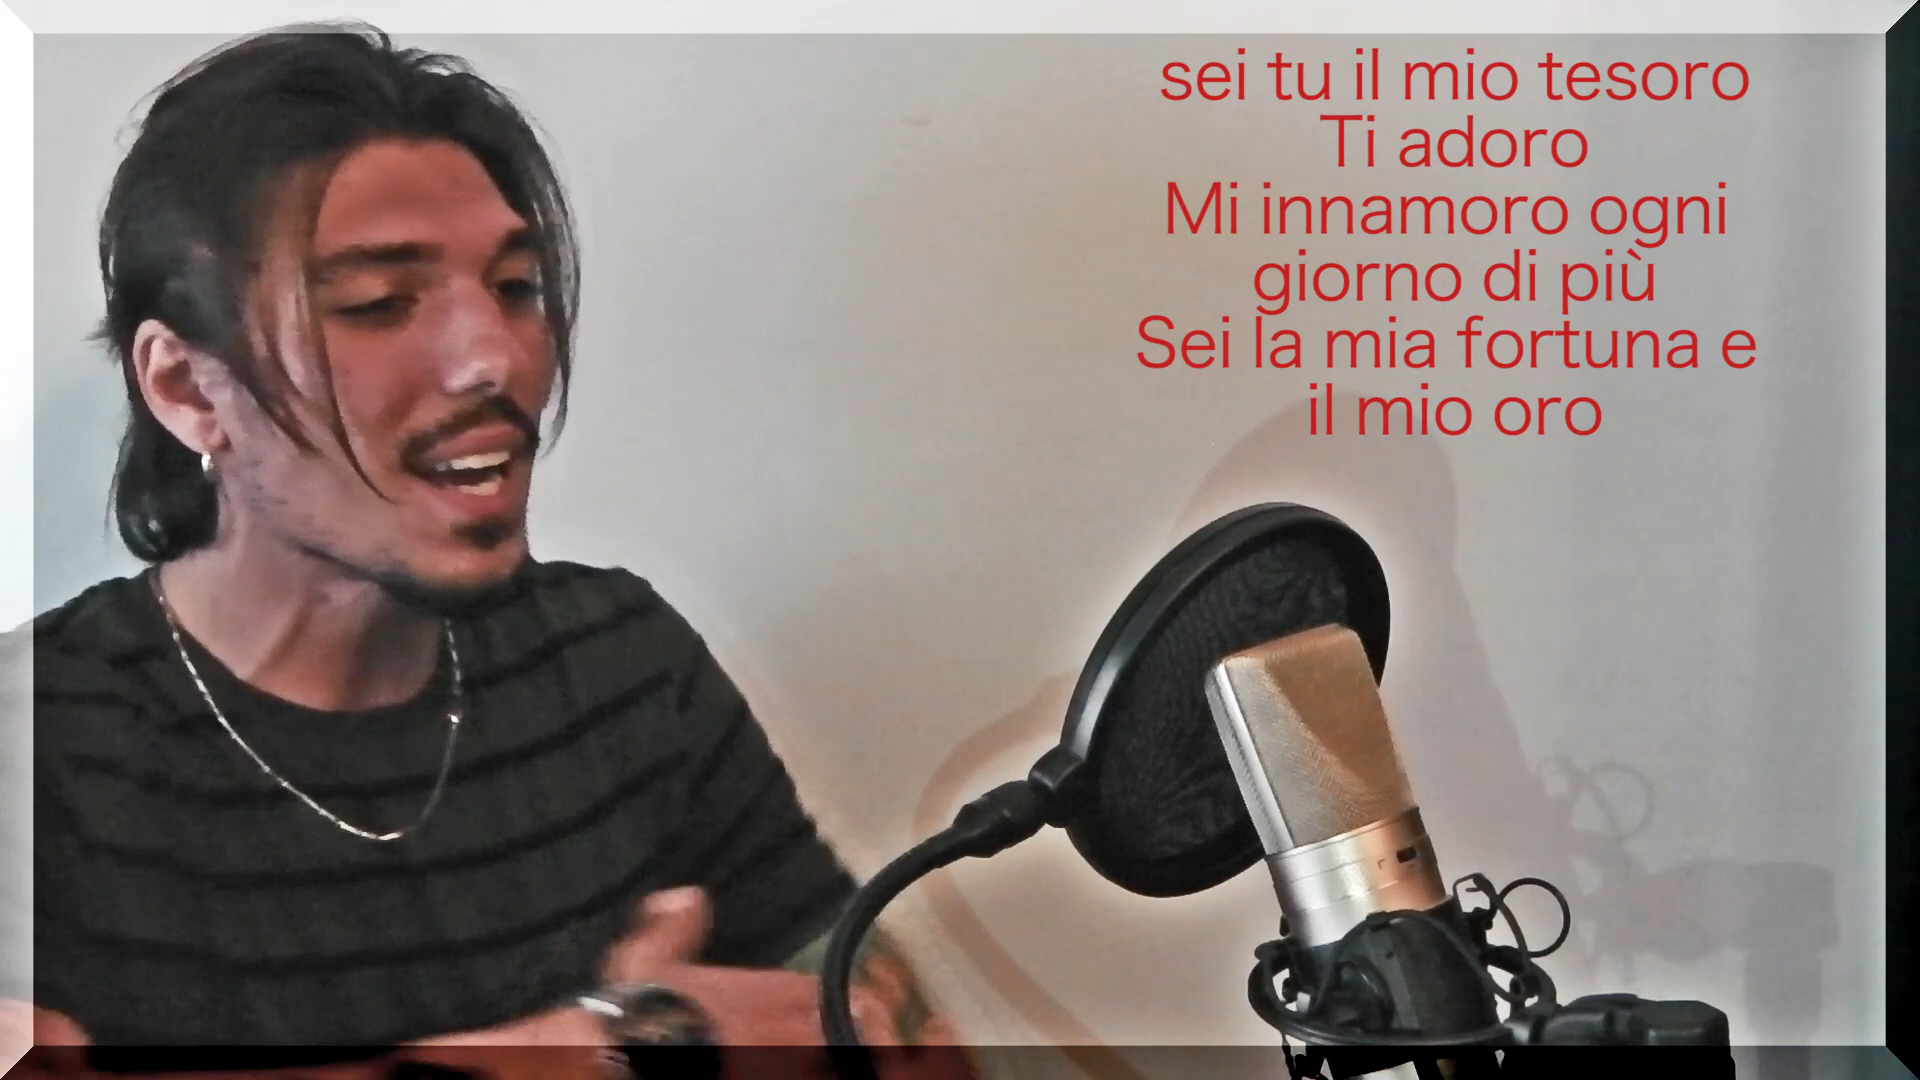 sei tu il mio tesoro
Ti adoro
Mi innamoro ogni
giorno di più
Sei la mia fortuna e
il mio oro